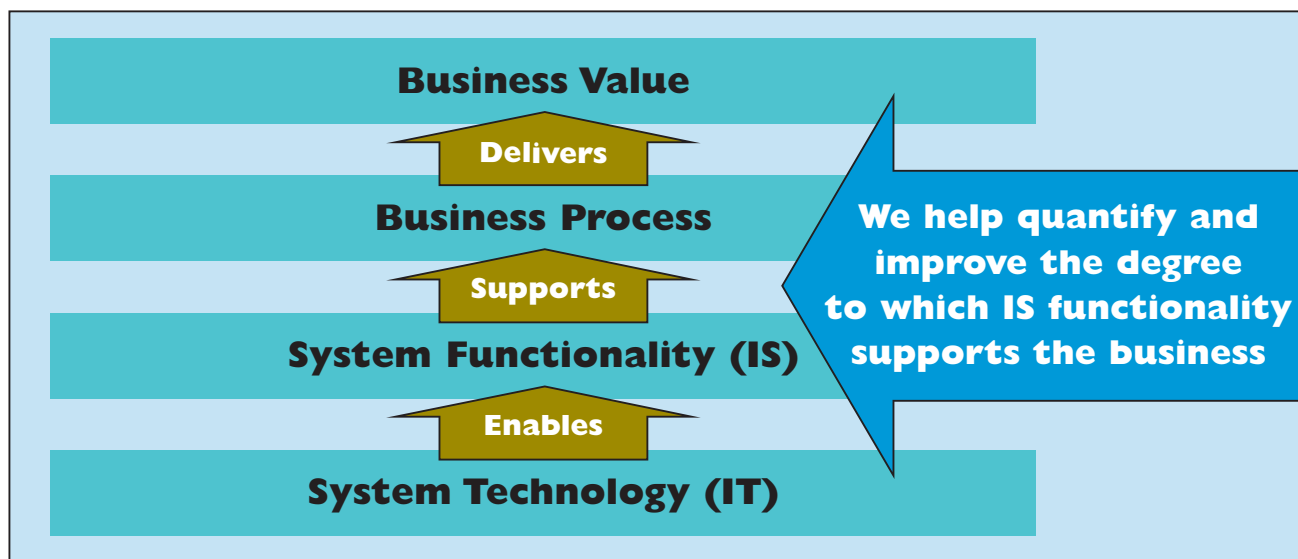 Business Value
Delivers
Business Process
Supports
System Functionality (IS)
Enables
System Technology (IT)
We help quantify and
improve the degree
to which IS functionality
supports the business